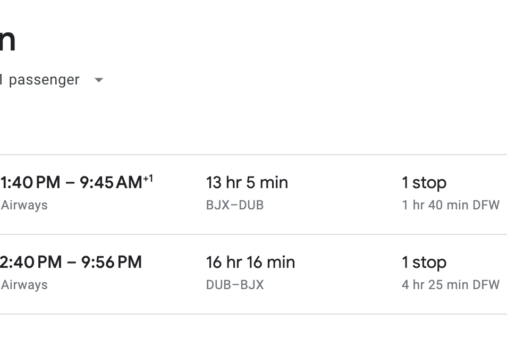 n
1 passenger
1:40 PM – 9:45 AM+1
13 hr 5 min
1 stop
Airways
BJX–DUB
1 hr 40 min DFW
2:40 PM – 9:56 PM
16 hr 16 min
1 stop
Airways
DUB–BJX
4 hr 25 min DFW